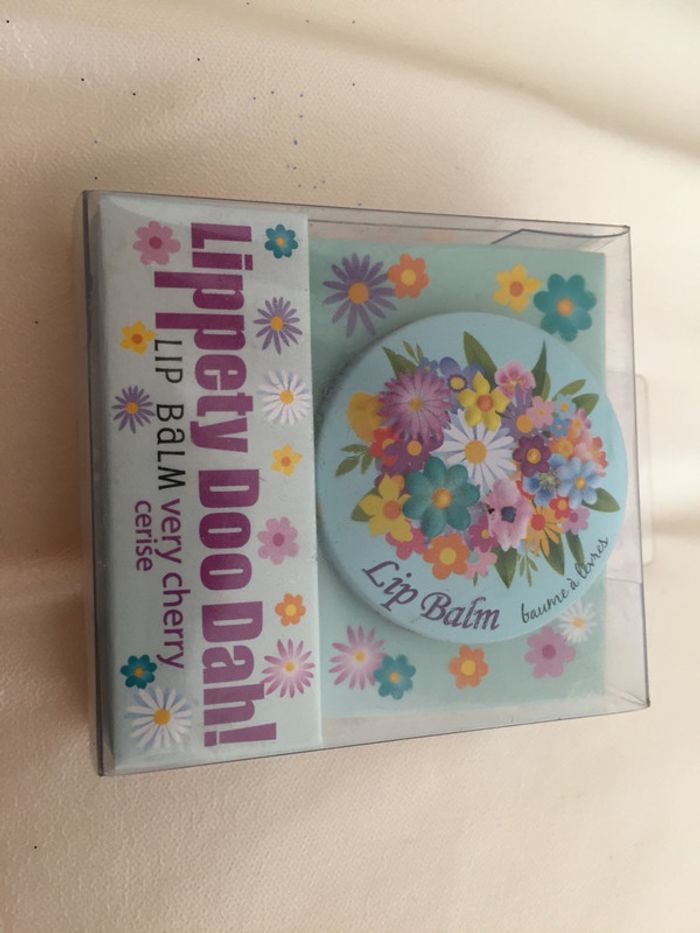 Lippety Doo Dah!
LIP BaLM very cherry
cerise
Lip Balm
baume à lèvres